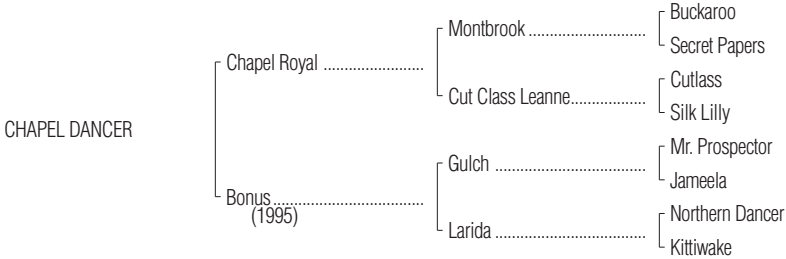 Buckaroo
Montbrook
Secret Papers
Chapel Royal
Cutlass
Cut Class Leanne
Silk Lilly
CHAPEL DANCER
Mr. Prospector
Gulch
Jameela
Bonus
(1995)
Northern Dancer
Larida
Kittiwake